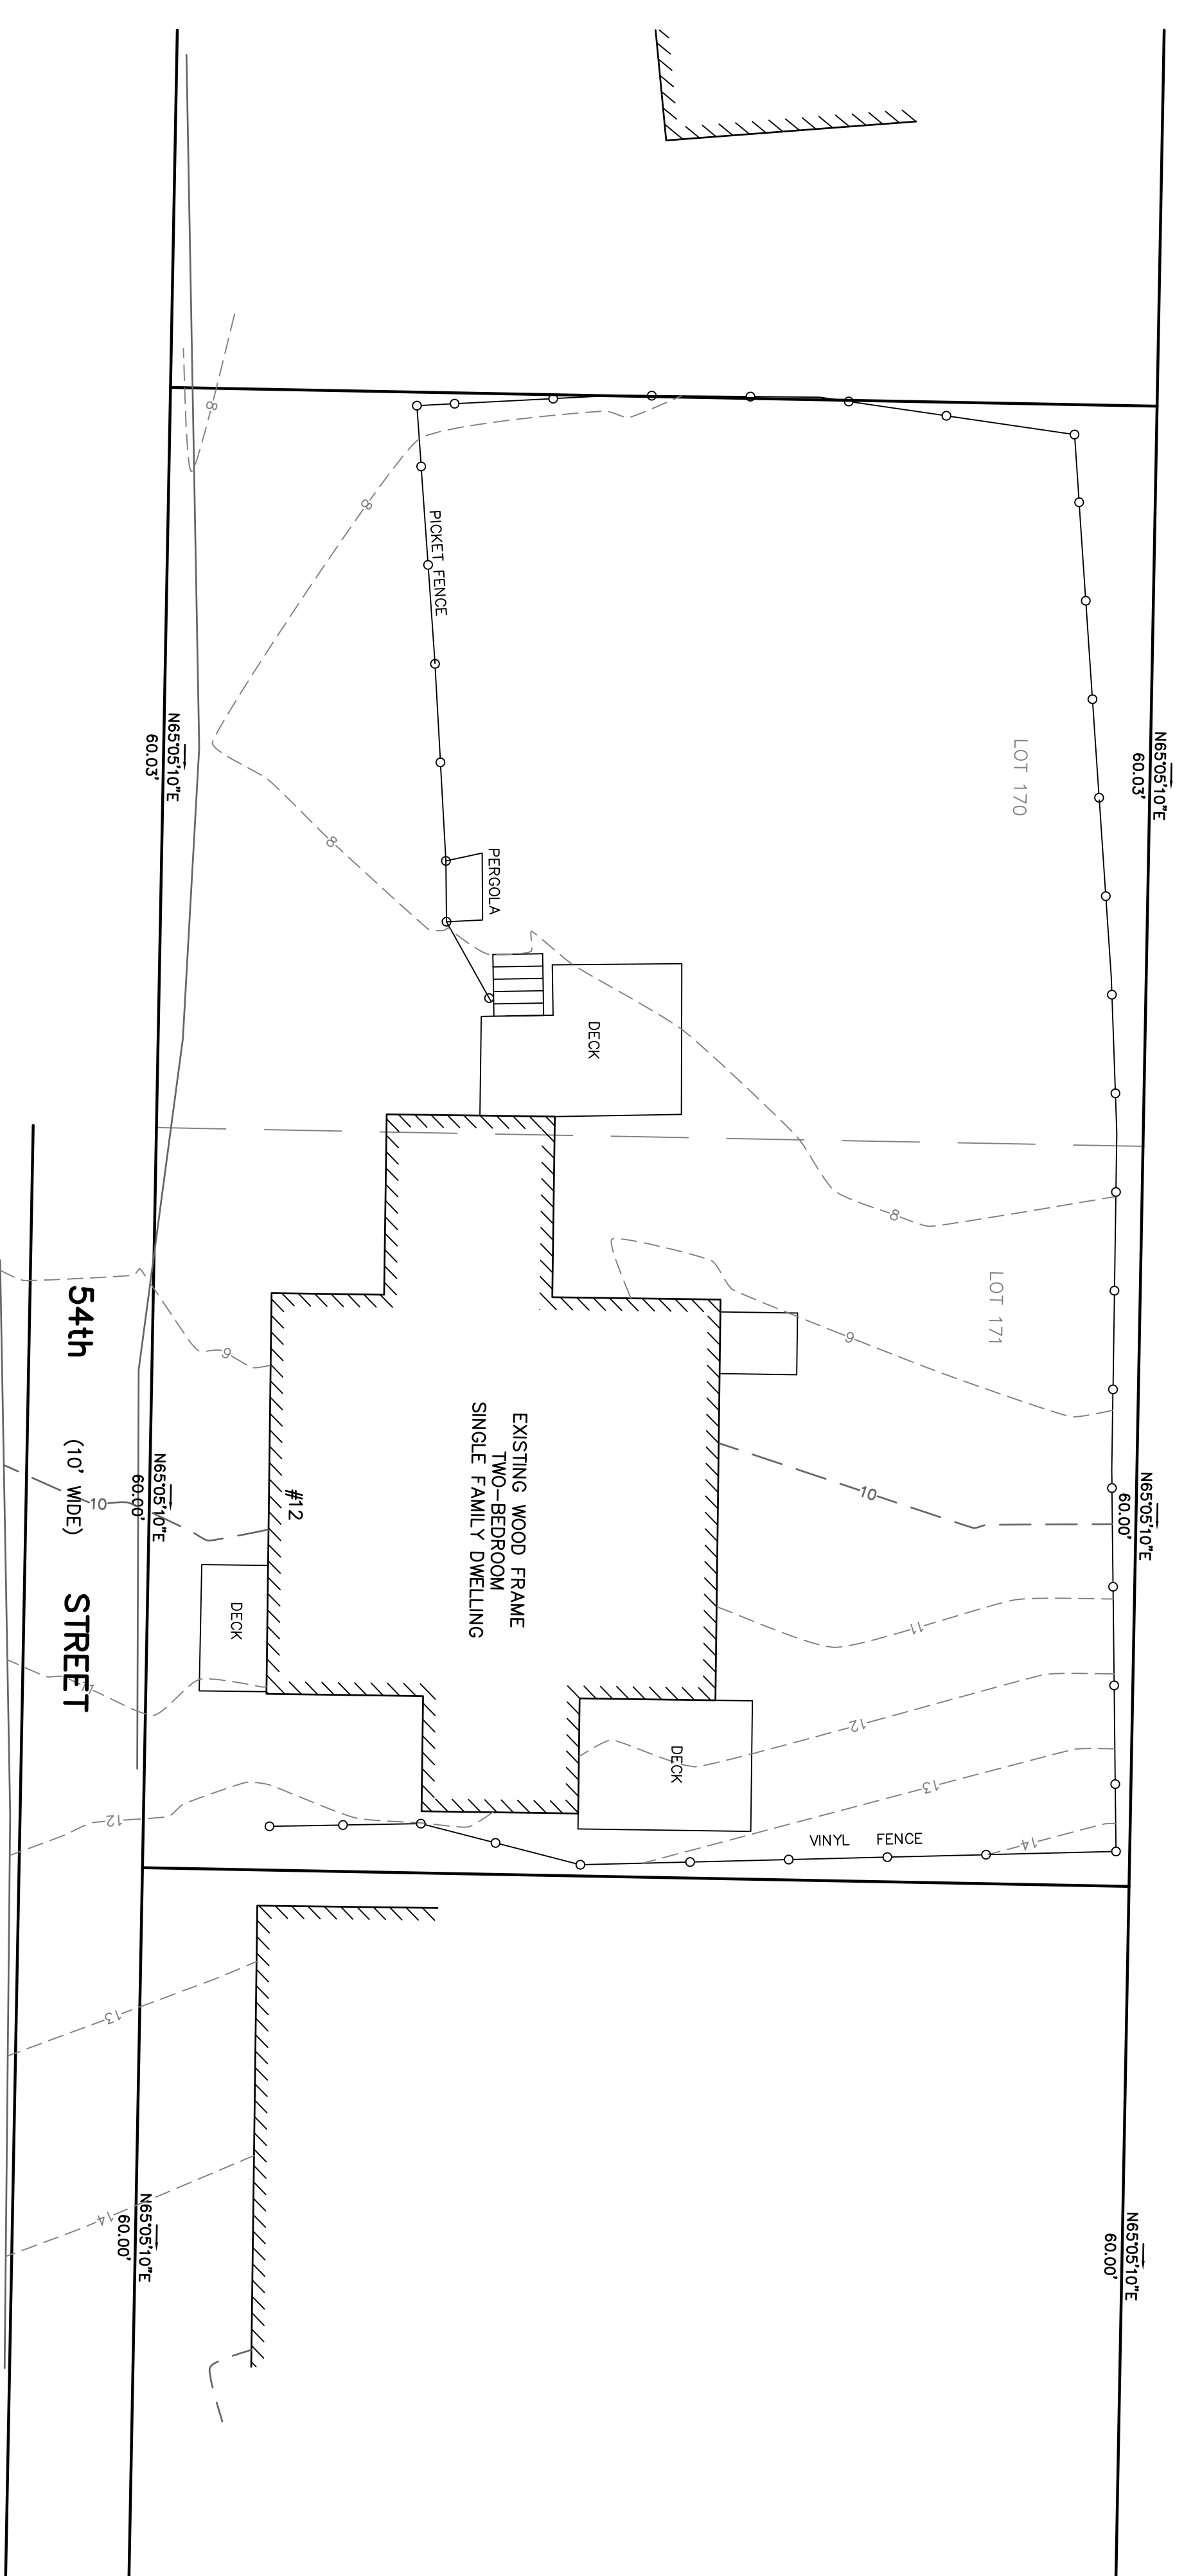 N65°05'10"E
60.03'
N65°05'10"E
60.00'
N65°05'10"E
60.00'
LOT 170
LOT 171
8
9
10
11
12
13
14
VINYL FENCE
DECK
DECK
PERGOLA
PICKET FENCE
EXISTING WOOD FRAME
TWO-BEDROOM
SINGLE FAMILY DWELLING
#12
DECK
8
8
8
9
10
11
12
13
14
N65°05'10"E
60.03'
N65°05'10"E
60.00'
N65°05'10"E
60.00'
54th (10' WIDE) STREET